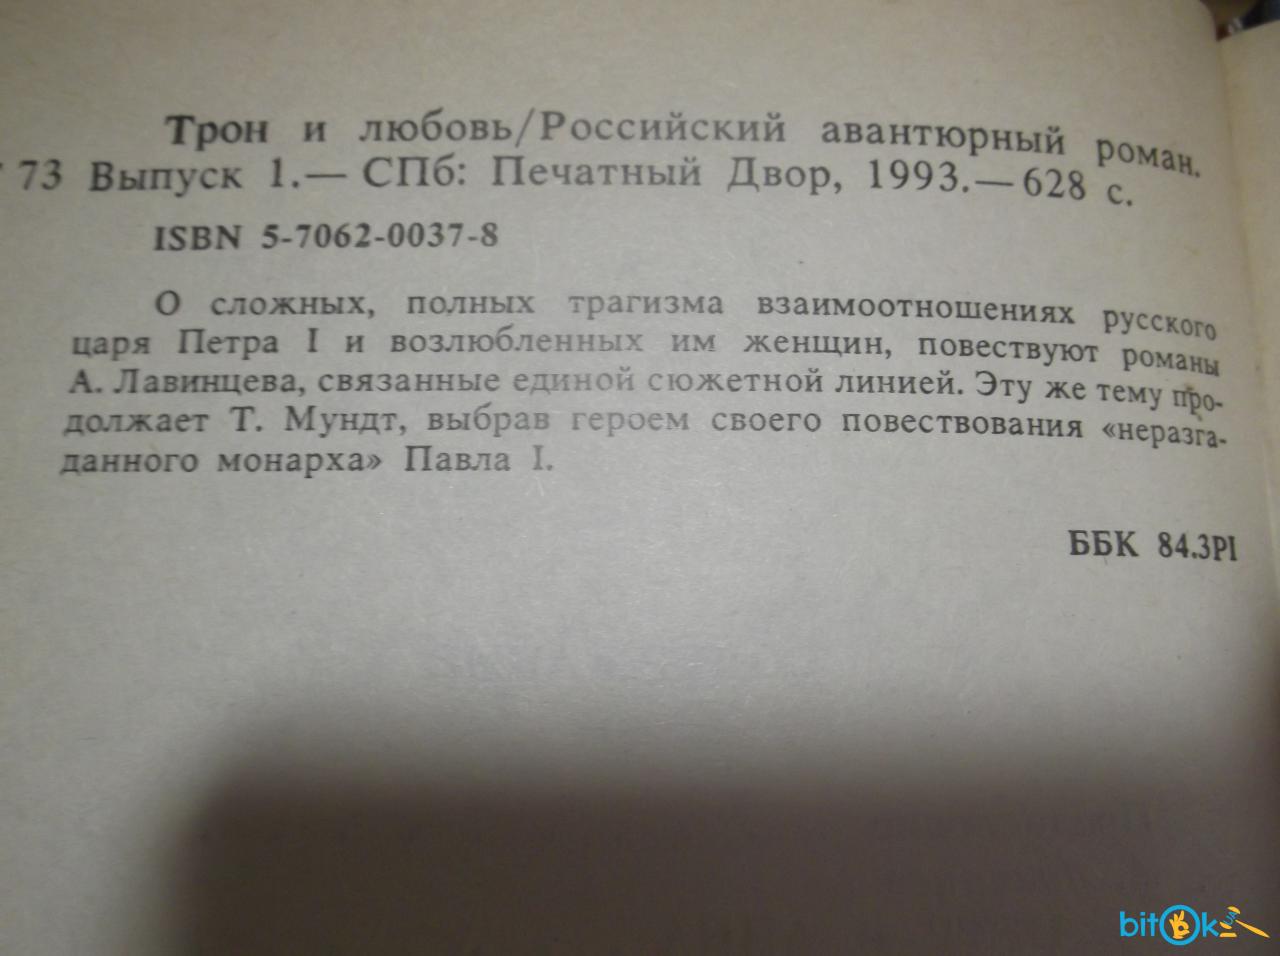 Трон и любовь/Российский авантюрный роман.
73 Выпуск 1.— СПб: Печатный Двор, 1993.—628 с.
ISBN 5-7062-0037-8
О сложных, полных трагизма взаимоотношениях русского
царя Петра I и возлюбленных им женщин, повествуют романы
А. Лавинцева, связанные единой сюжетной линией. Эту же тему про-
должает Т. Мундт, выбрав героем своего повествования «неразга-
данного монарха» Павла I.
ББК 84.3PI
bitok